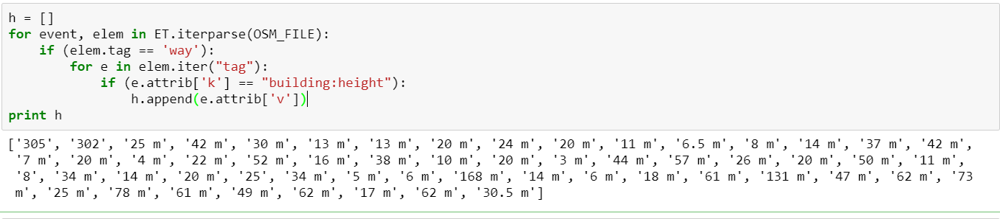 h = []
for event, elem in ET.iterparse(OSM_FILE):
    if (elem.tag == 'way'):
        for e in elem.iter("tag"):
            if (e.attrib['k'] == "building:height"):
                h.append(e.attrib['v'])
print h
['305', '302', '25 m', '42 m', '30 m', '13 m', '13 m', '20 m', '24 m', '20 m', '11 m', '6.5 m', '8 m', '14 m', '37 m', '42 m',
'7 m', '20 m', '4 m', '22 m', '52 m', '16 m', '38 m', '10 m', '20 m', '3 m', '44 m', '57 m', '26 m', '20 m', '50 m', '11 m',
'8', '34 m', '14 m', '20 m', '25', '34 m', '5 m', '6 m', '168 m', '14 m', '6 m', '18 m', '61 m', '131 m', '47 m', '62 m', '73
m', '25 m', '78 m', '61 m', '49 m', '62 m', '17 m', '62 m', '30.5 m']